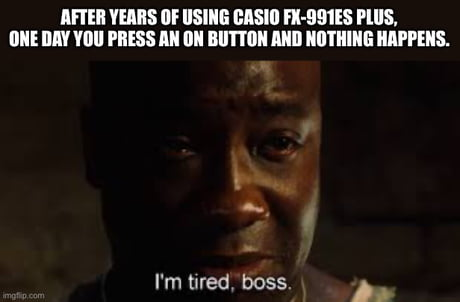 AFTER YEARS OF USING CASIO FX-991ES PLUS,
ONE DAY YOU PRESS AN ON BUTTON AND NOTHING HAPPENS.
I'm tired, boss.
imgflip.com